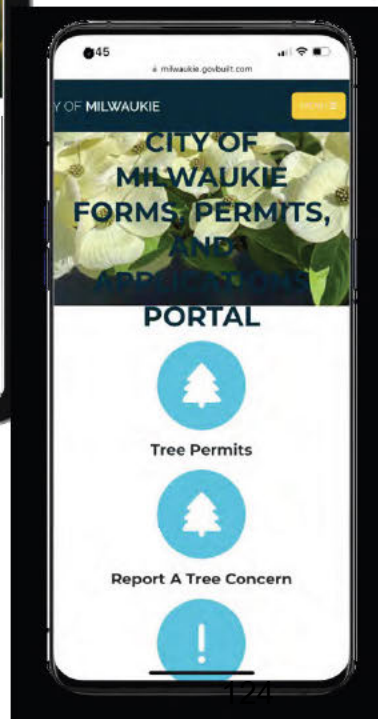 45
milwaukie.govbuilt.com
Y OF MILWAUKIE
MENU
CITY OF
MILWAUKIE
FORMS, PERMITS,
AND
APPLICATIONS
PORTAL
Tree Permits
Report A Tree Concern
!
124